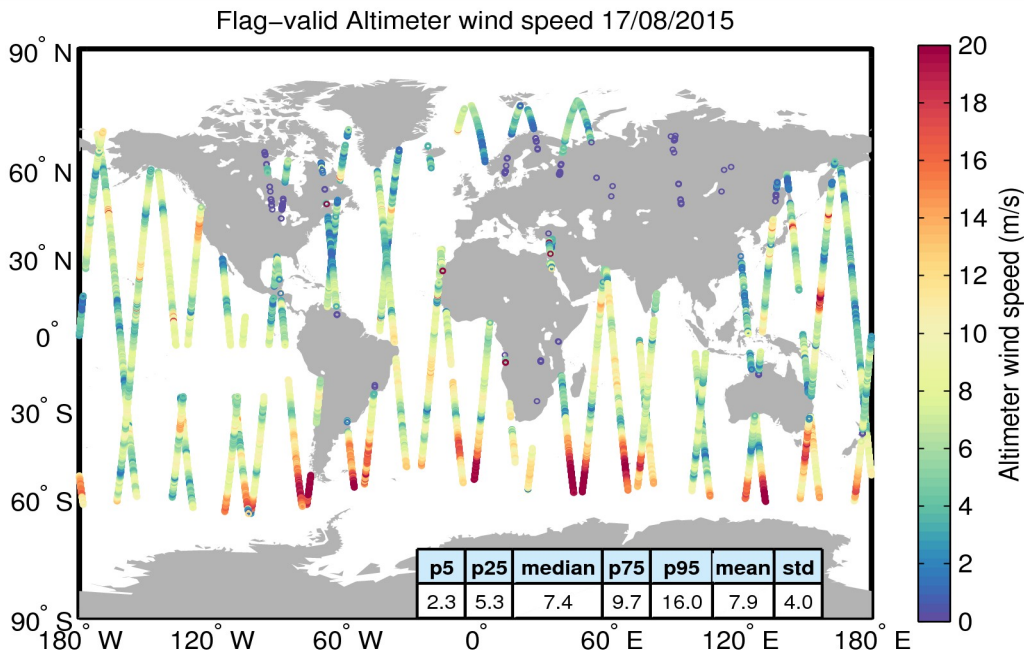 Flag−valid Altimeter wind speed 17/08/2015
90° N
60° N
30° N
0°
30° S
60° S
90° S
180° W
120° W
60° W
0°
60° E
120° E
180° E
p5 p25 median p75 p95 mean std
2.3 5.3 7.4 9.7 16.0 7.9 4.0
20
18
16
14
12
10
8
6
4
2
0
Altimeter wind speed (m/s)